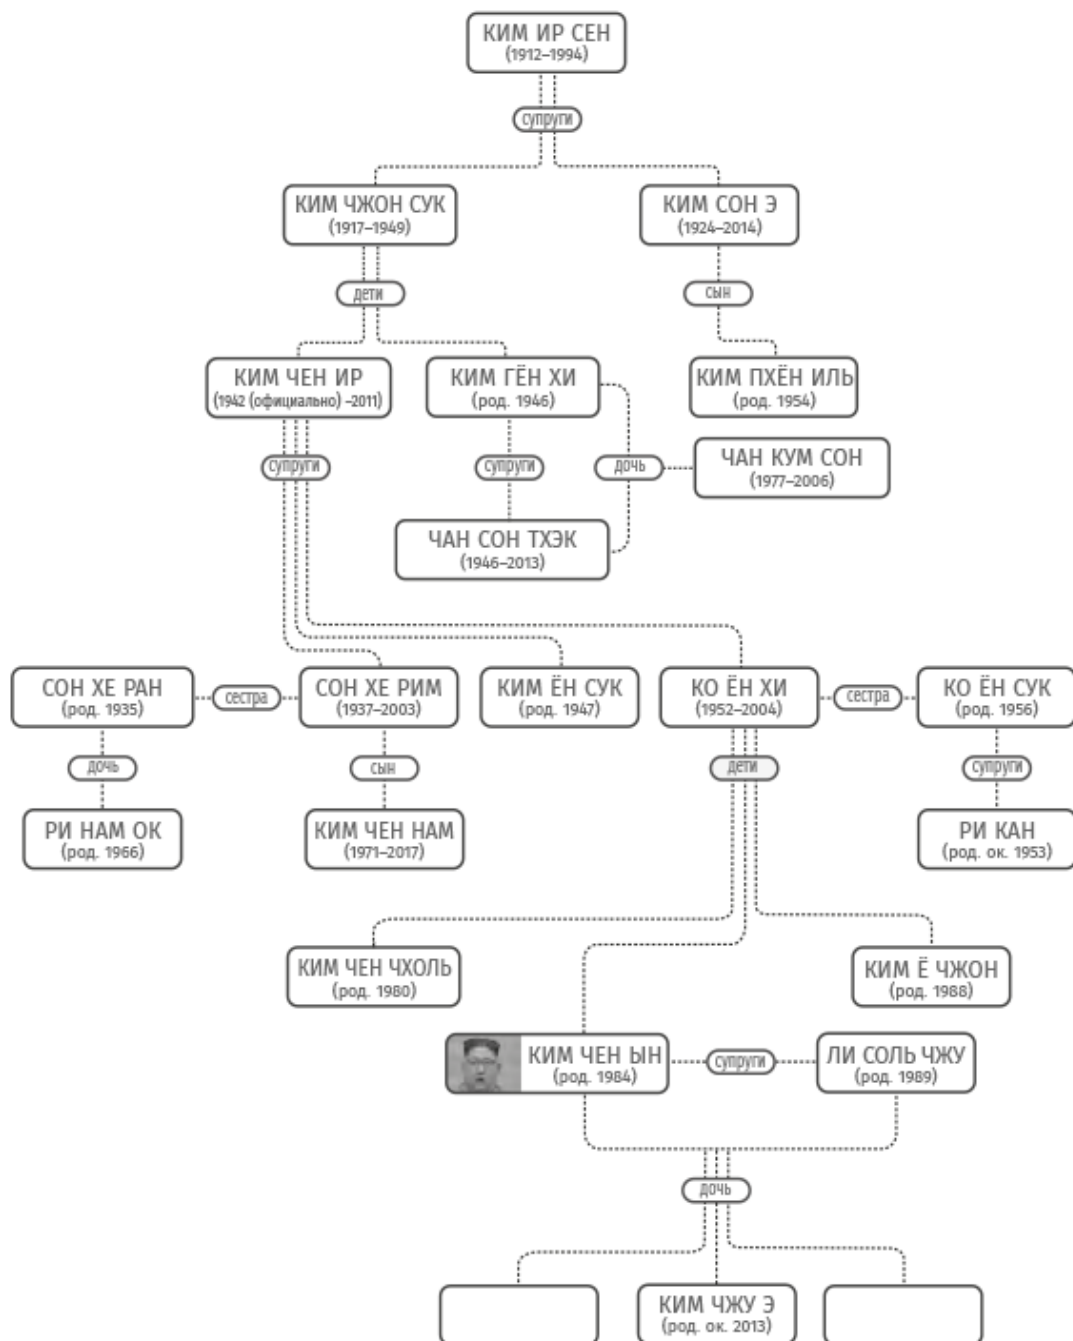 КИМ ИР СЕН
(1912–1994)
супруги
КИМ ЧЖОН СУК
(1917–1949)
КИМ СОН Э
(1924–2014)
дети
сын
КИМ ЧЕН ИР
(1942 (официально) –2011)
КИМ ГЁН ХИ
(род. 1946)
КИМ ПХЁН ИЛЬ
(род. 1954)
супруги
супруги
дочь
ЧАН КУМ СОН
(1977–2006)
ЧАН СОН ТХЭК
(1946–2013)
СОН ХЕ РАН
(род. 1935)
сестра
СОН ХЕ РИМ
(1937–2003)
КИМ ЁН СУК
(род. 1947)
КО ЁН ХИ
(1952–2004)
сестра
КО ЁН СУК
(род. 1956)
дочь
сын
дети
супруги
РИ НАМ ОК
(род. 1966)
КИМ ЧЕН НАМ
(1971–2017)
РИ КАН
(род. ок. 1953)
КИМ ЧЕН ЧХОЛЬ
(род. 1980)
КИМ Ё ЧЖОН
(род. 1988)
КИМ ЧЕН ЫН
(род. 1984)
супруги
ЛИ СОЛЬ ЧЖУ
(род. 1989)
дочь
КИМ ЧЖУ Э
(род. ок. 2013)